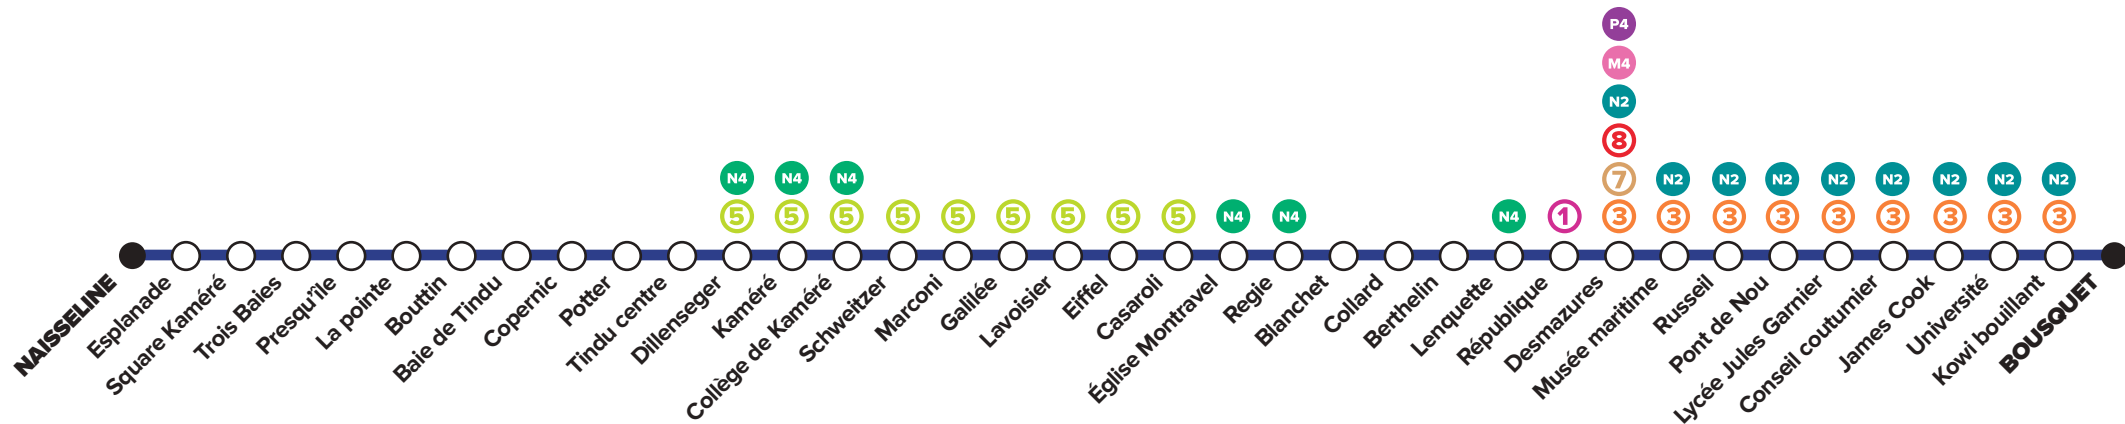 P4
M4
N2
8
N4 N4 N4 7 N2 N2 N2 N2 N2 N2 N2 N2
5 5 5 5 5 5 5 5 5 N4 N4 N4 1 3 3 3 3 3 3 3 3 3
NAISSELINE
Esplanade
Square Kaméré
Trois Baies
Presqu'île
La pointe
Bouttin
Baie de Tindu
Copernic
Potter
Tindu centre
Dillenseger
Kaméré
Collège de Kaméré
Schweitzer
Marconi
Galilée
Lavoisier
Eiffel
Casaroli
Église Montravel
Regie
Blanchet
Collard
Berthelin
Lenquette
République
Desmazures
Musée maritime
Russeil
Pont de Nou
Lycée Jules Garnier
Conseil coutumier
James Cook
Université
Kowi bouillant
BOUSQUET